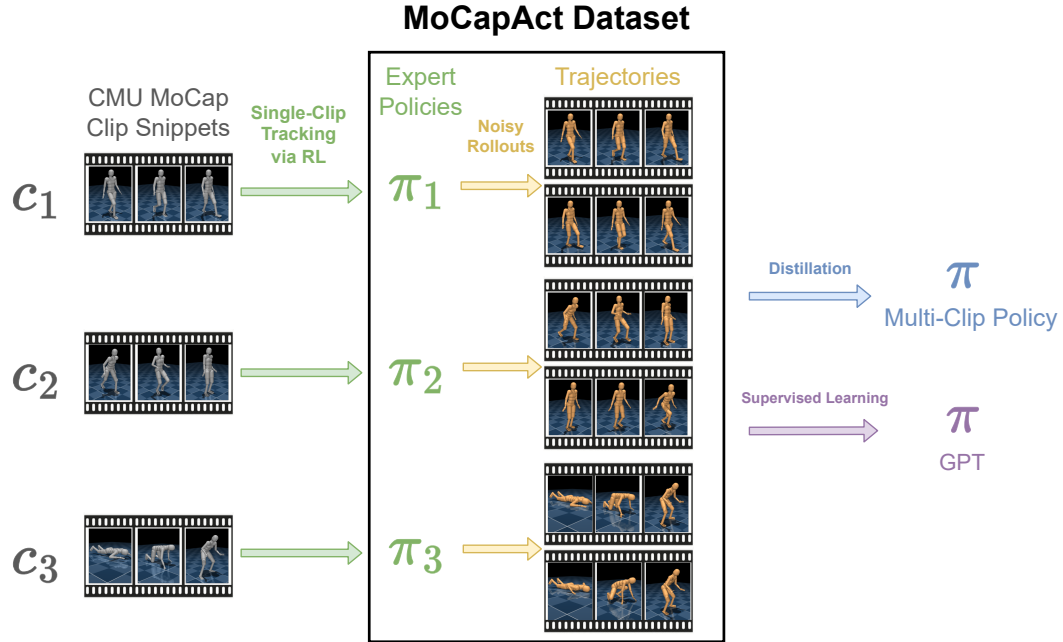 MoCapAct Dataset
CMU MoCap
Clip Snippets
Single-Clip
Tracking
via RL
Expert
Policies
Noisy
Rollouts
Trajectories
c₁
π₁
c₂
π₂
c₃
π₃
Distillation
π
Multi-Clip Policy
Supervised Learning
π
GPT